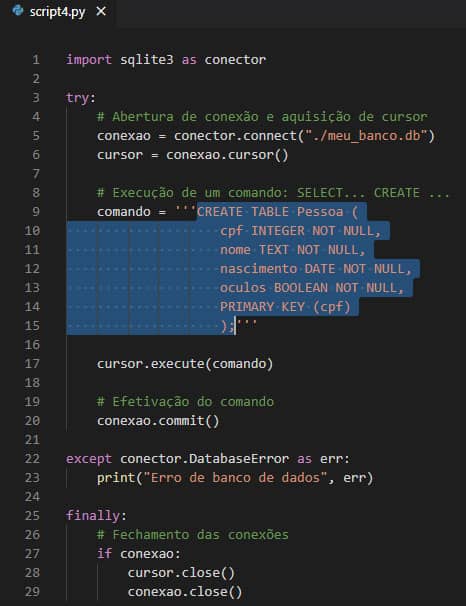 script4.py ×
1 import sqlite3 as conector
2
3 try:
4 # Abertura de conexão e aquisição de cursor
5 conexao = conector.connect("./meu_banco.db")
6 cursor = conexao.cursor()
7
8 # Execução de um comando: SELECT... CREATE ...
9 comando = '''CREATE TABLE Pessoa (
10 cpf INTEGER NOT NULL,
11 nome TEXT NOT NULL,
12 nascimento DATE NOT NULL,
13 oculos BOOLEAN NOT NULL,
14 PRIMARY KEY (cpf)
15 );'''
16
17 cursor.execute(comando)
18
19 # Efetivação do comando
20 conexao.commit()
21
22 except conector.DatabaseError as err:
23 print("Erro de banco de dados", err)
24
25 finally:
26 # Fechamento das conexões
27 if conexao:
28 cursor.close()
29 conexao.close()